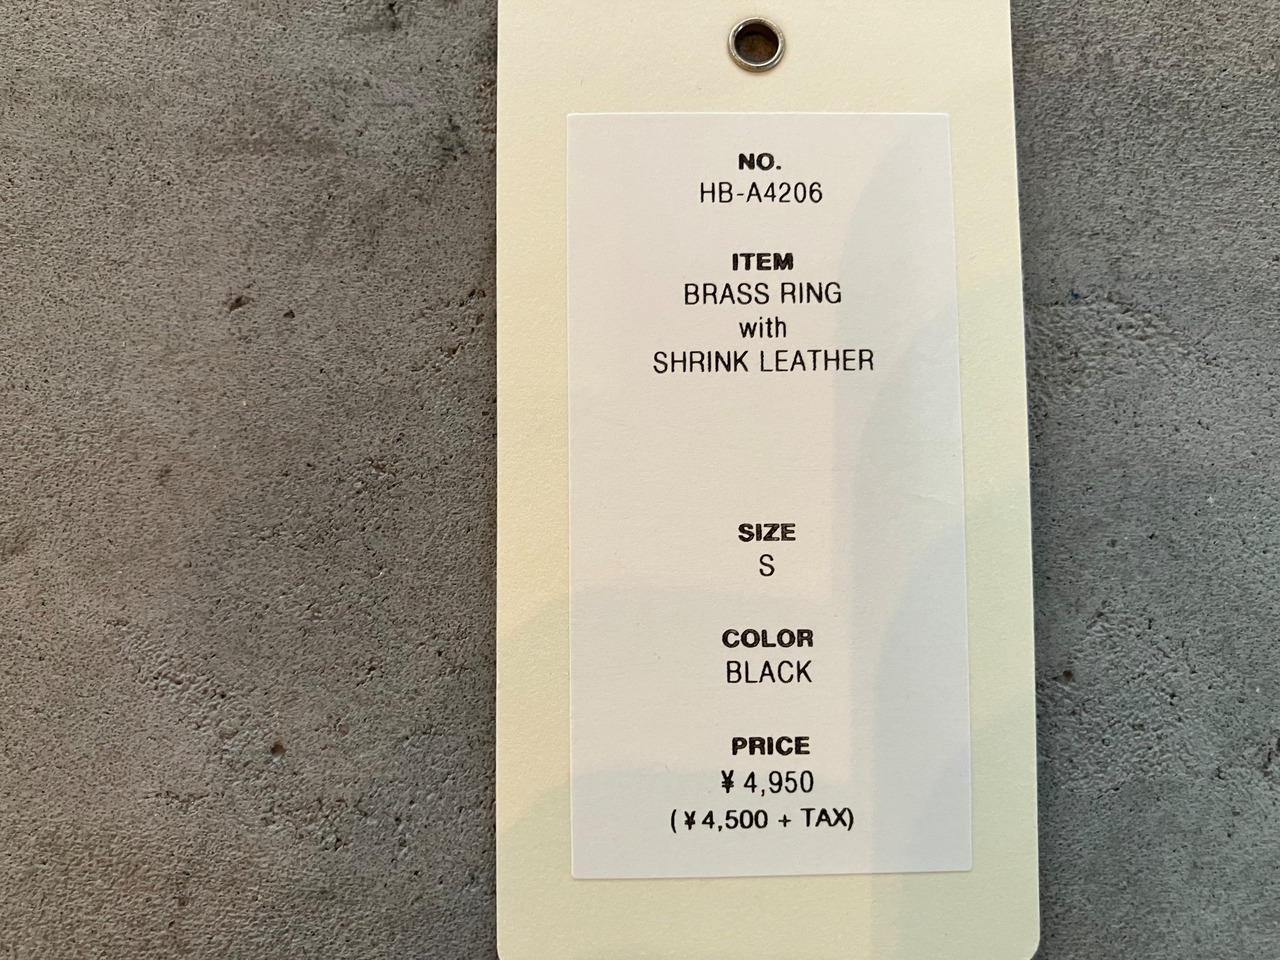 NO.
HB-A4206
ITEM
BRASS RING
with
SHRINK LEATHER
SIZE
S
COLOR
BLACK
PRICE
¥ 4,950
(¥4,500 + TAX)